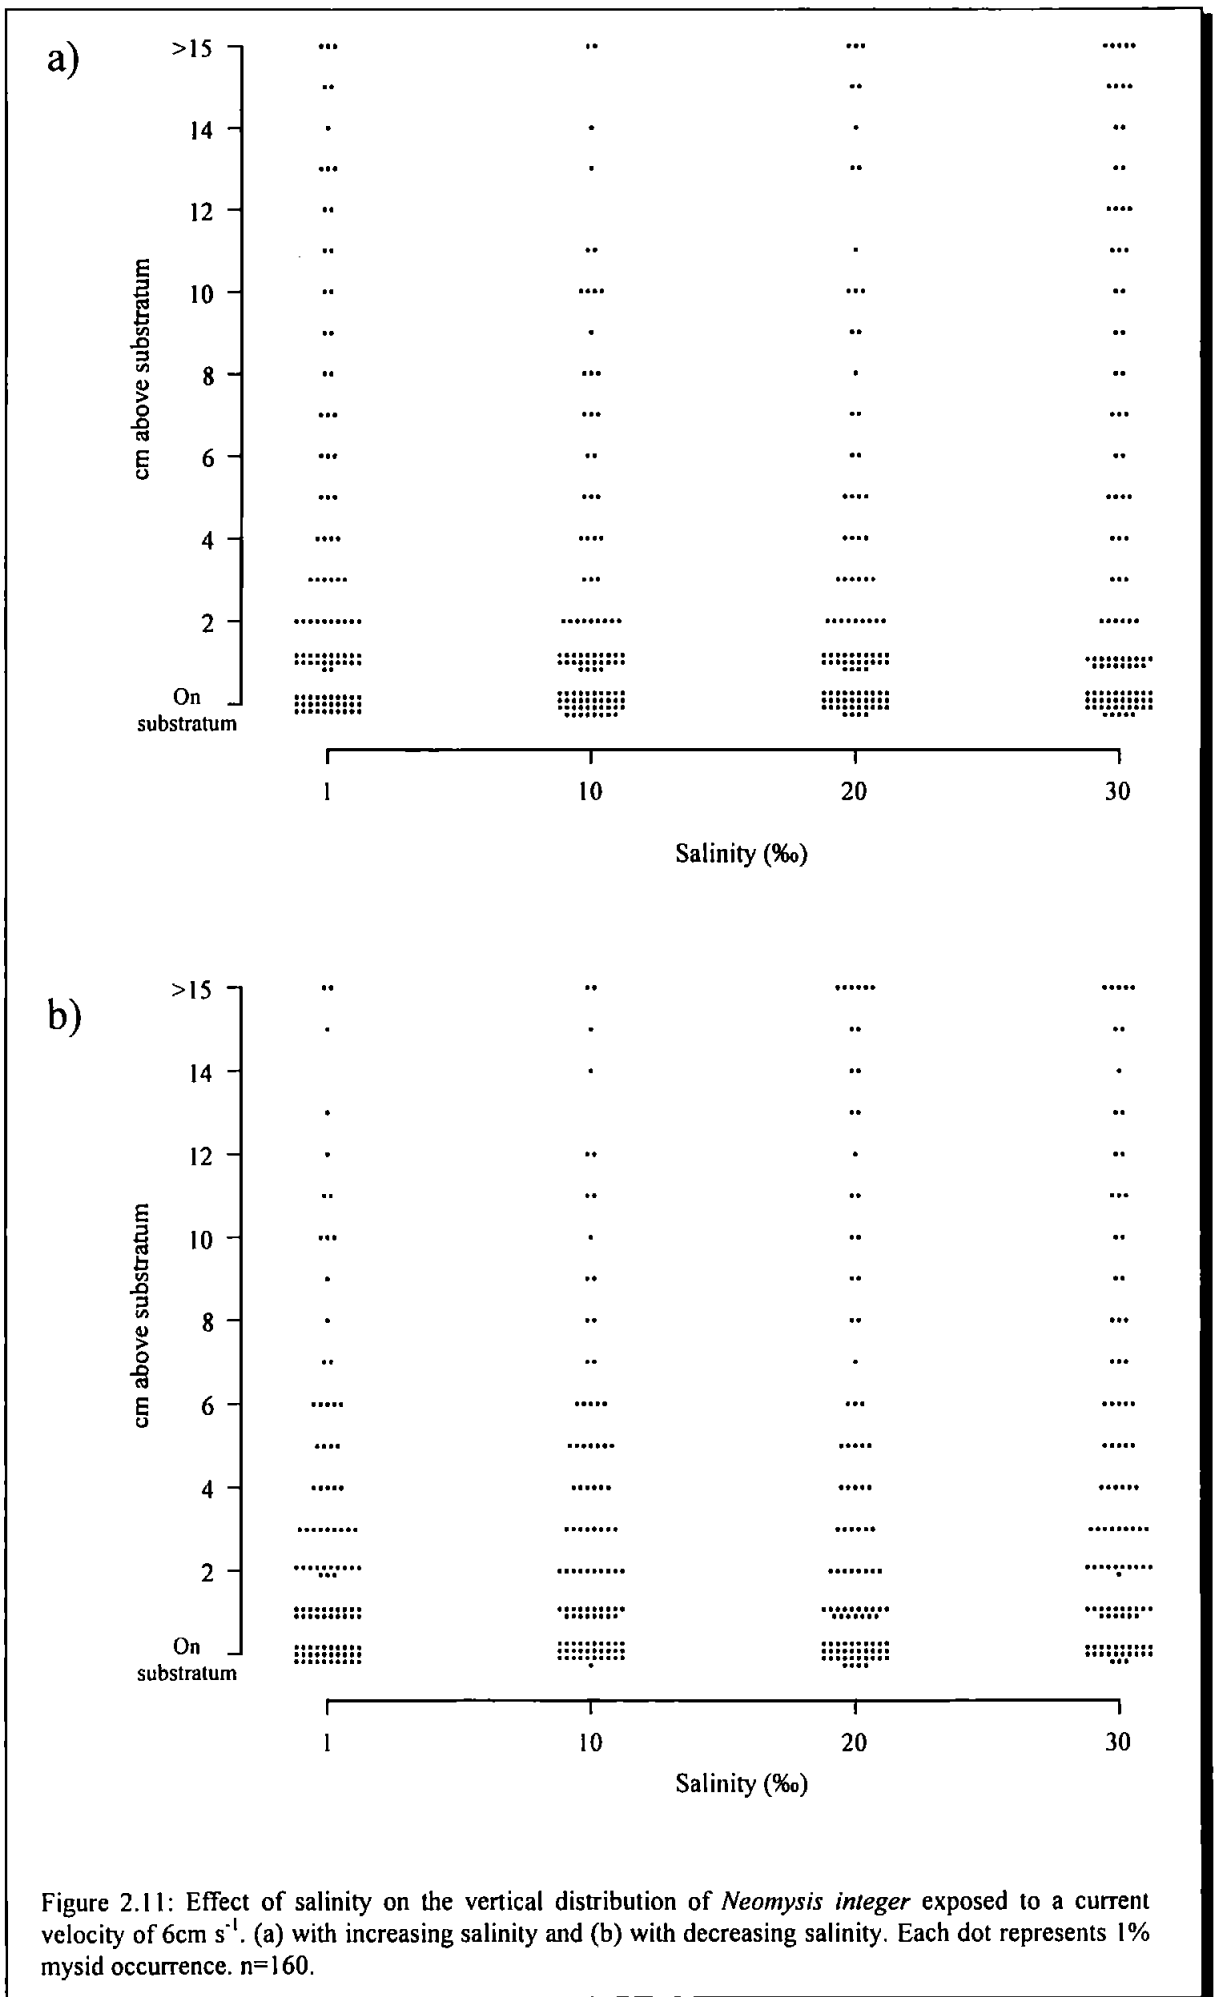 a)
>15
14
12
10
8
6
4
2
On
substratum
cm above substratum
1 10 20 30
Salinity (‰)
b)
>15
14
12
10
8
6
4
2
On
substratum
cm above substratum
1 10 20 30
Salinity (‰)
Figure 2.11: Effect of salinity on the vertical distribution of Neomysis integer exposed to a current
velocity of 6cm s⁻¹. (a) with increasing salinity and (b) with decreasing salinity. Each dot represents 1%
mysid occurrence. n=160.